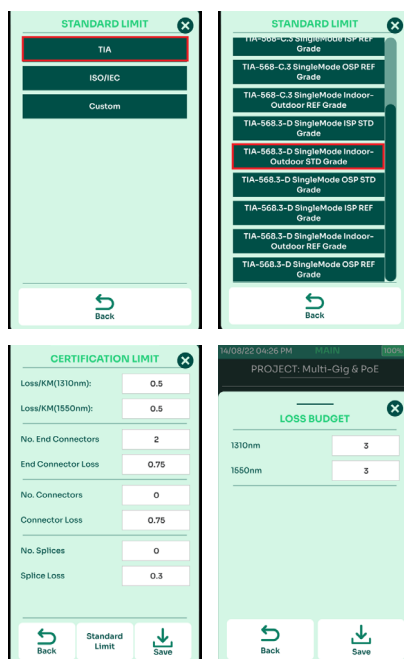 STANDARD LIMIT
TIA
ISO/IEC
Custom
Back
STANDARD LIMIT
TIA-568-C.3 SingleMode ISP REF
Grade
TIA-568-C.3 SingleMode OSP REF
Grade
TIA-568-C.3 SingleMode Indoor-
Outdoor REF Grade
TIA-568.3-D SingleMode ISP STD
Grade
TIA-568.3-D SingleMode Indoor-
Outdoor STD Grade
TIA-568.3-D SingleMode OSP STD
Grade
TIA-568.3-D SingleMode ISP REF
Grade
TIA-568.3-D SingleMode Indoor-
Outdoor REF Grade
TIA-568.3-D SingleMode OSP REF
Grade
Back
CERTIFICATION LIMIT
Loss/KM(1310nm): 0.5
Loss/KM(1550nm): 0.5
No. End Connectors 2
End Connector Loss 0.75
No. Connectors 0
Connector Loss 0.75
No. Splices 0
Splice Loss 0.3
Back
Standard
Limit
Save
14/08/22 04:26 PM MAIN 100%
PROJECT: Multi-Gig & PoE
LOSS BUDGET
1310nm 3
1550nm 3
Back
Save